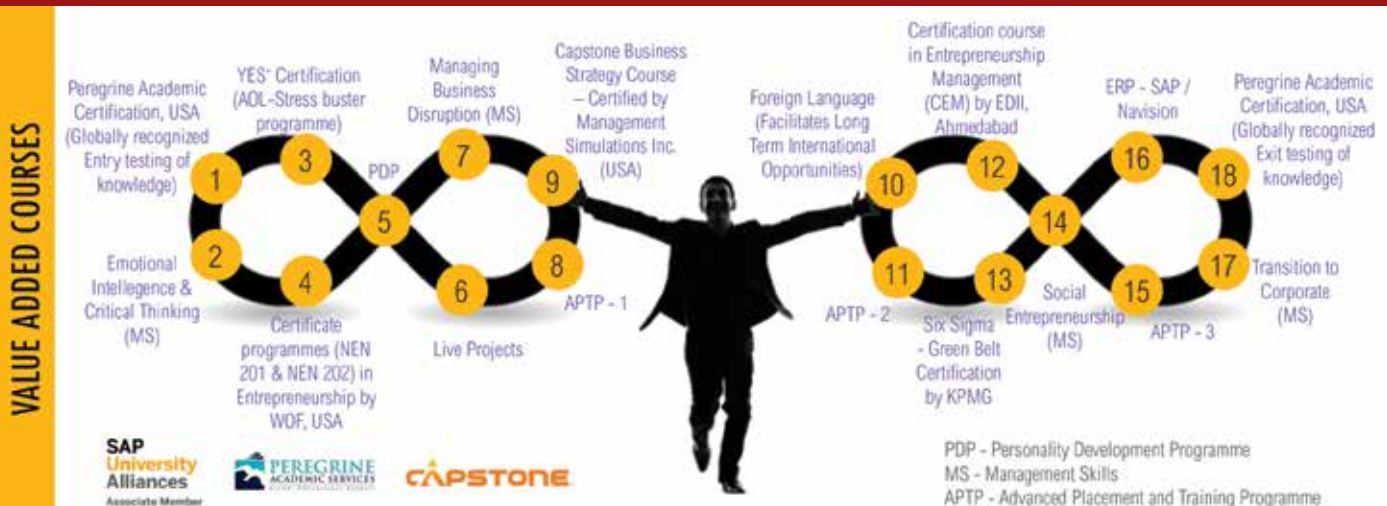 VALUE ADDED COURSES
Peregrine Academic
Certification, USA
(Globally recognized
Entry testing of
knowledge)
1
Emotional
Intellegence &
Critical Thinking
(MS)
2
YES+ Certification
(AOL-Stress buster
programme)
3
Certificate
programmes (NEN
201 & NEN 202) in
Entrepreneurship by
WOF, USA
4
PDP
5
Live Projects
6
Managing
Business
Disruption (MS)
7
APTP - 1
8
Capstone Business
Strategy Course
– Certified by
Management
Simulations Inc.
(USA)
9
Foreign Language
(Facilitates Long
Term International
Opportunities)
10
APTP - 2
11
Certification course
in Entrepreneurship
Management
(CEM) by EDII,
Ahmedabad
12
Six Sigma
- Green Belt
Certification
by KPMG
13
Social
Entrepreneurship
(MS)
14
APTP - 3
15
ERP - SAP /
Navision
16
Transition to
Corporate
(MS)
17
Peregrine Academic
Certification, USA
(Globally recognized
Exit testing of
knowledge)
18
SAP
University
Alliances
Associate Member
PEREGRINE
ACADEMIC SERVICES
CAPSTONE
PDP - Personality Development Programme
MS - Management Skills
APTP - Advanced Placement and Training Programme